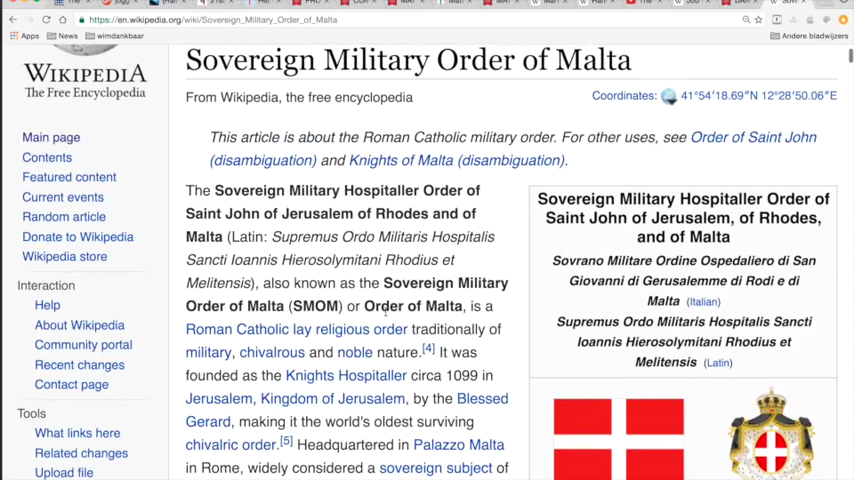 https://en.wikipedia.org/wiki/Sovereign_Military_Order_of_Malta
Apps
News
wimdankbaar
Andere bladwijzers
WIKIPEDIA
The Free Encyclopedia
Main page
Contents
Featured content
Current events
Random article
Donate to Wikipedia
Wikipedia store
Interaction
Help
About Wikipedia
Community portal
Recent changes
Contact page
Tools
What links here
Related changes
Upload file
Sovereign Military Order of Malta
From Wikipedia, the free encyclopedia
Coordinates: 41°54′18.69″N 12°28′50.06″E
This article is about the Roman Catholic military order. For other uses, see Order of Saint John
(disambiguation) and Knights of Malta (disambiguation).
The Sovereign Military Hospitaller Order of
Saint John of Jerusalem of Rhodes and of
Malta (Latin: Supremus Ordo Militaris Hospitalis
Sancti Ioannis Hierosolymitani Rhodius et
Melitensis), also known as the Sovereign Military
Order of Malta (SMOM) or Order of Malta, is a
Roman Catholic lay religious order traditionally of
military, chivalrous and noble nature.[4] It was
founded as the Knights Hospitaller circa 1099 in
Jerusalem, Kingdom of Jerusalem, by the Blessed
Gerard, making it the world's oldest surviving
chivalric order.[5] Headquartered in Palazzo Malta
in Rome, widely considered a sovereign subject of
Sovereign Military Hospitaller Order of
Saint John of Jerusalem, of Rhodes,
and of Malta
Sovrano Militare Ordine Ospedaliero di San
Giovanni di Gerusalemme di Rodi e di
Malta (Italian)
Supremus Ordo Militaris Hospitalis Sancti
Ioannis Hierosolymitani Rhodius et
Melitensis (Latin)